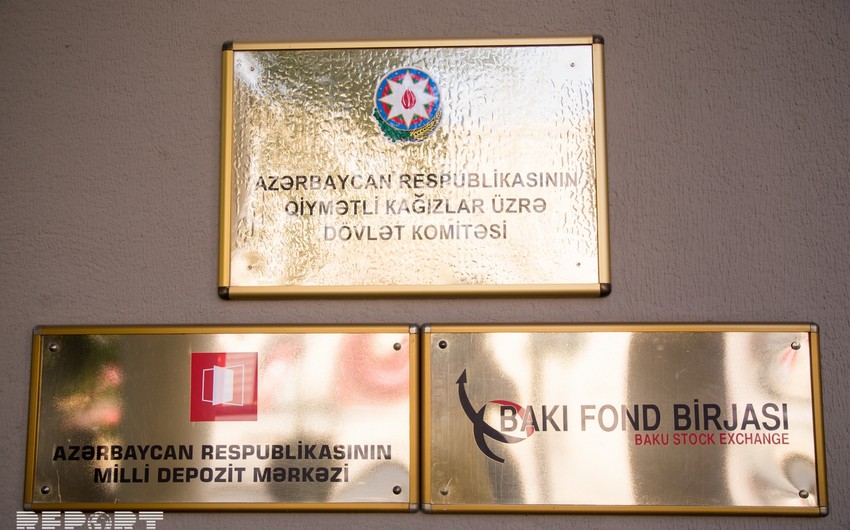 AZƏRBAYCAN RESPUBLİKASININ
QİYMƏTLİ KAĞIZLAR ÜZRƏ
DÖVLƏT KOMİTƏSİ
AZƏRBAYCAN RESPUBLİKASININ
MİLLİ DEPOZİT MƏRKƏZİ
BAKI FOND BİRJASI
BAKU STOCK EXCHANGE
REPORT